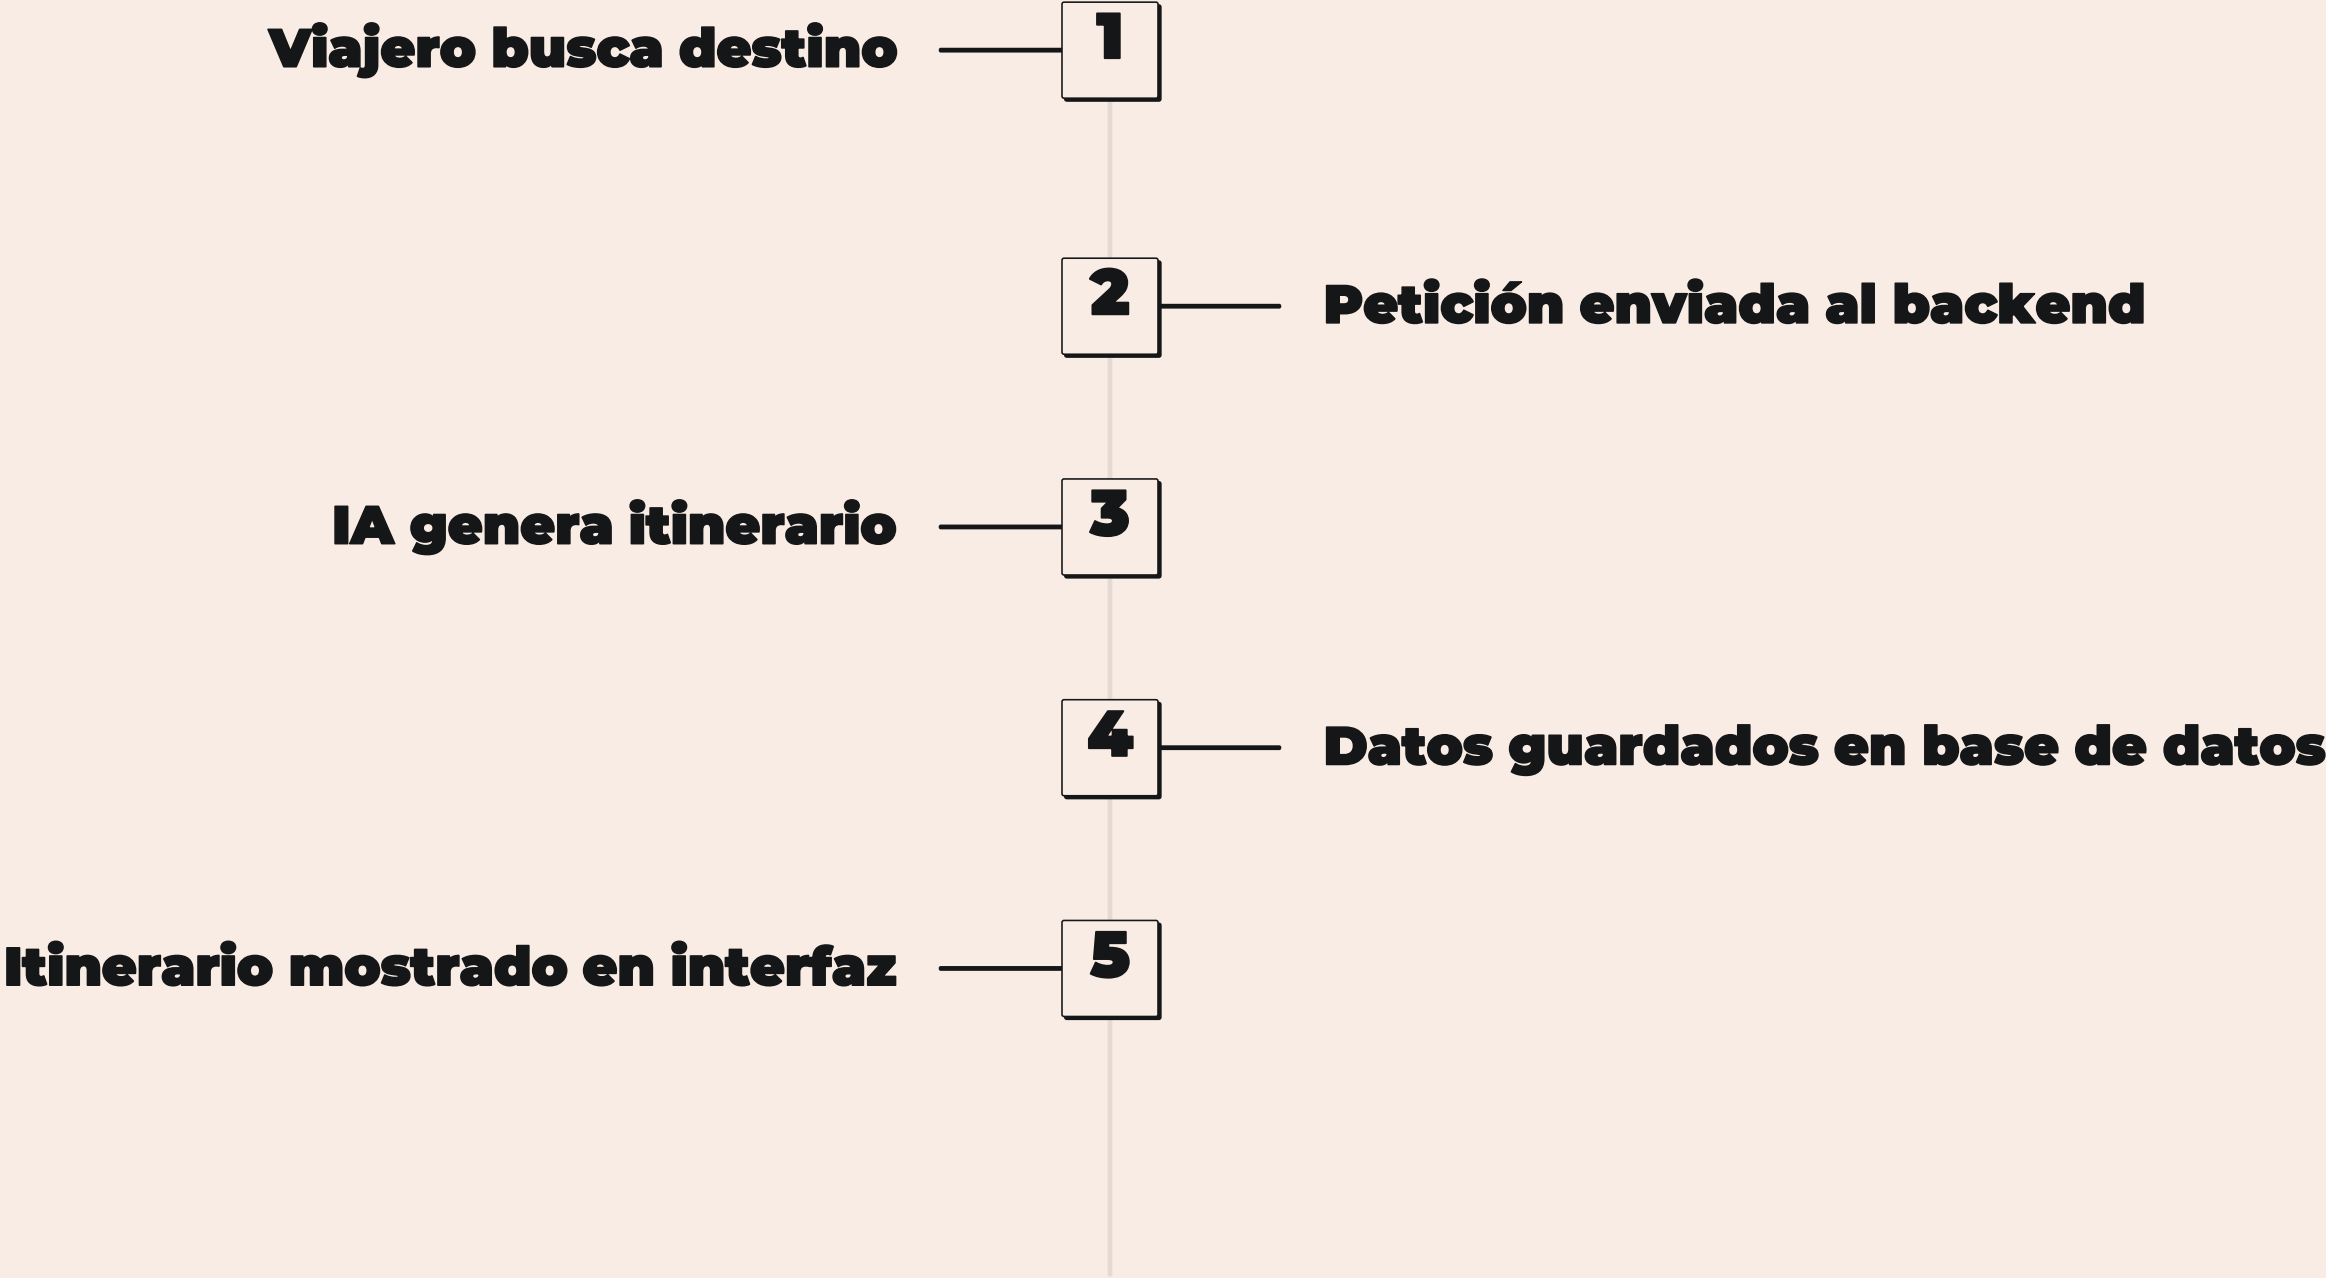 Viajero busca destino
1
2
Petición enviada al backend
IA genera itinerario
3
4
Datos guardados en base de datos
Itinerario mostrado en interfaz
5